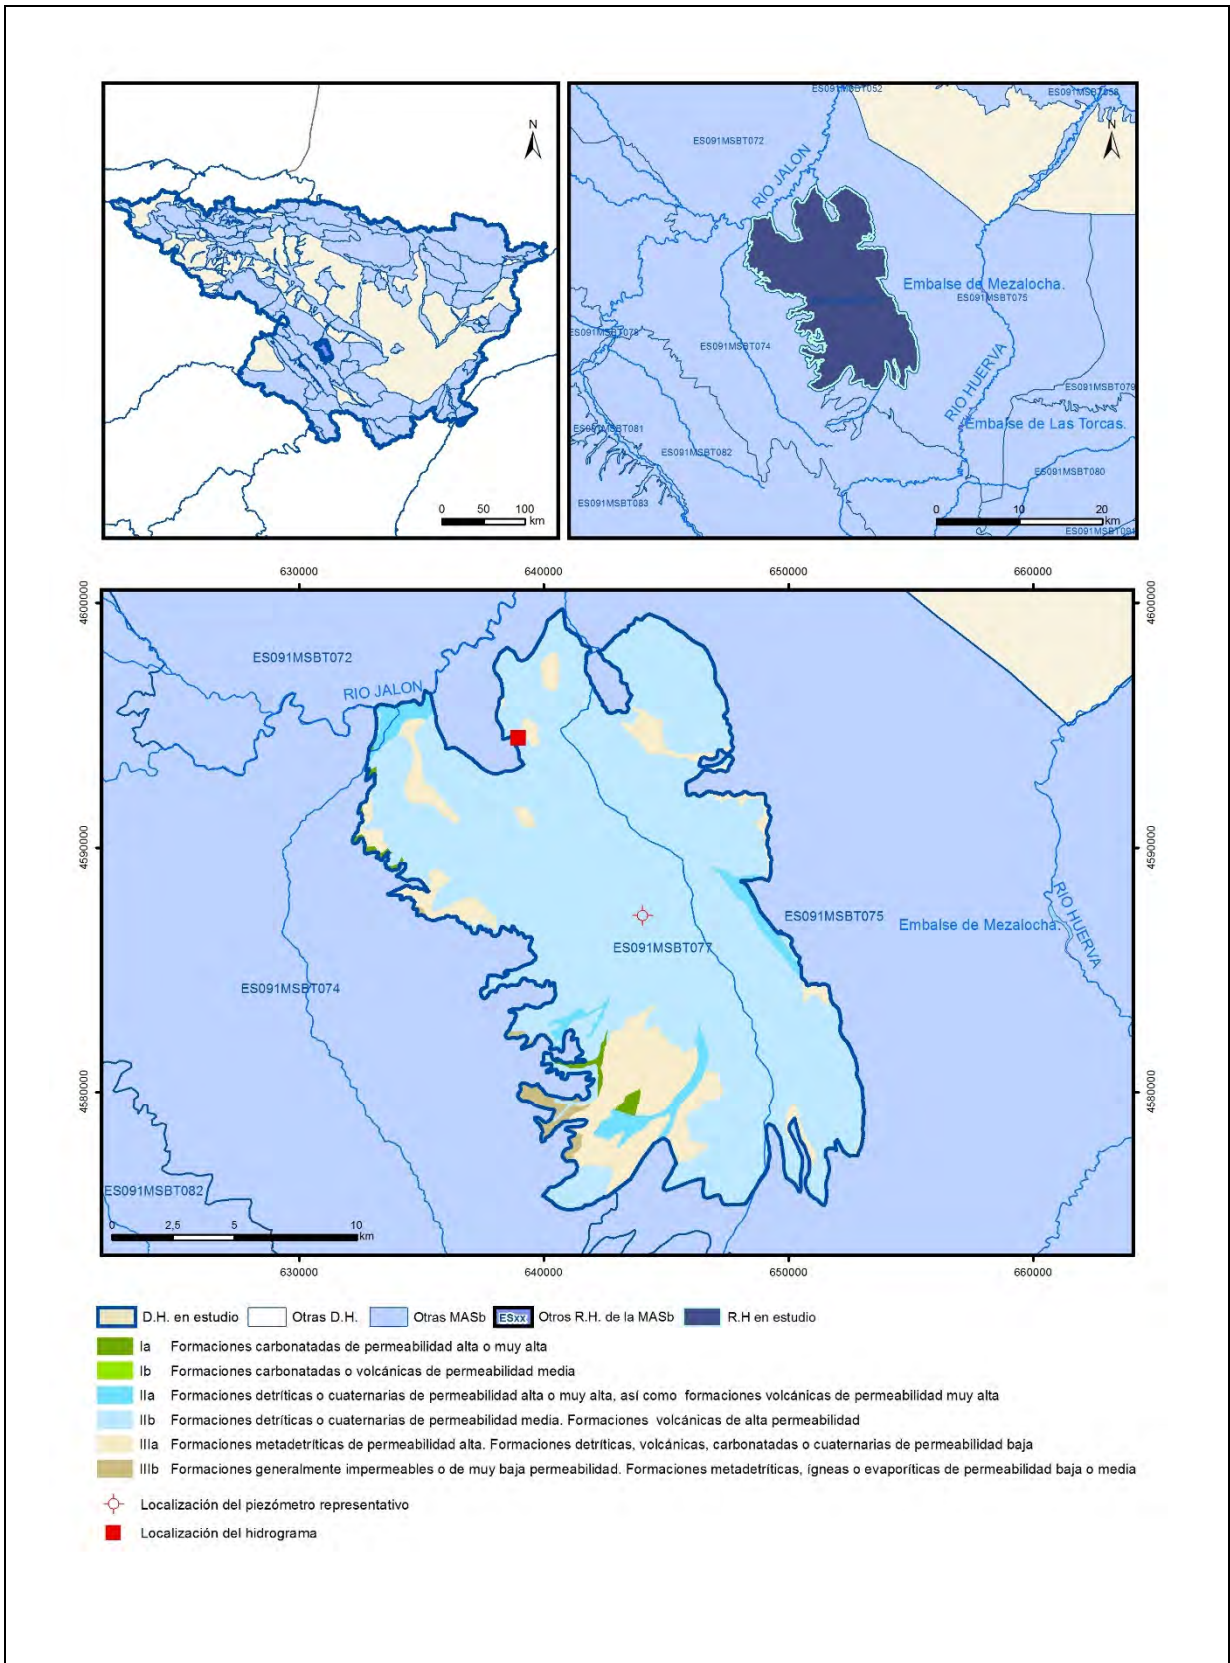 N
0 50 100
km
ES091MSBT052
ES091MSBT058
N
ES091MSBT072
RIO JALON
Embalse de Mezalocha.
ES091MSBT075
ES091MSBT074
RIO HUERVA
ES091MSBT079
Embalse de Las Torcas.
ES091MSBT081
ES091MSBT082
ES091MSBT080
ES091MSBT083
0 10 20
km
630000 640000 650000 660000
4600000 4600000
ES091MSBT072
RIO JALON
4590000 4590000
ES091MSBT075
Embalse de Mezalocha.
RIO HUERVA
ES091MSBT077
ES091MSBT074
4580000 4580000
ES091MSBT082
0 2,5 5 10
km
630000 640000 650000 660000
D.H. en estudio Otras D.H. Otras MASb ESxx Otros R.H. de la MASb R.H en estudio
Ia Formaciones carbonatadas de permeabilidad alta o muy alta
Ib Formaciones carbonatadas o volcánicas de permeabilidad media
IIa Formaciones detríticas o cuaternarias de permeabilidad alta o muy alta, así como formaciones volcánicas de permeabilidad muy alta
IIb Formaciones detríticas o cuaternarias de permeabilidad media. Formaciones volcánicas de alta permeabilidad
IIIa Formaciones metadetríticas de permeabilidad alta. Formaciones detríticas, volcánicas, carbonatadas o cuaternarias de permeabilidad baja
IIIb Formaciones generalmente impermeables o de muy baja permeabilidad. Formaciones metadetríticas, ígneas o evaporíticas de permeabilidad baja o media
Localización del piezómetro representativo
Localización del hidrograma